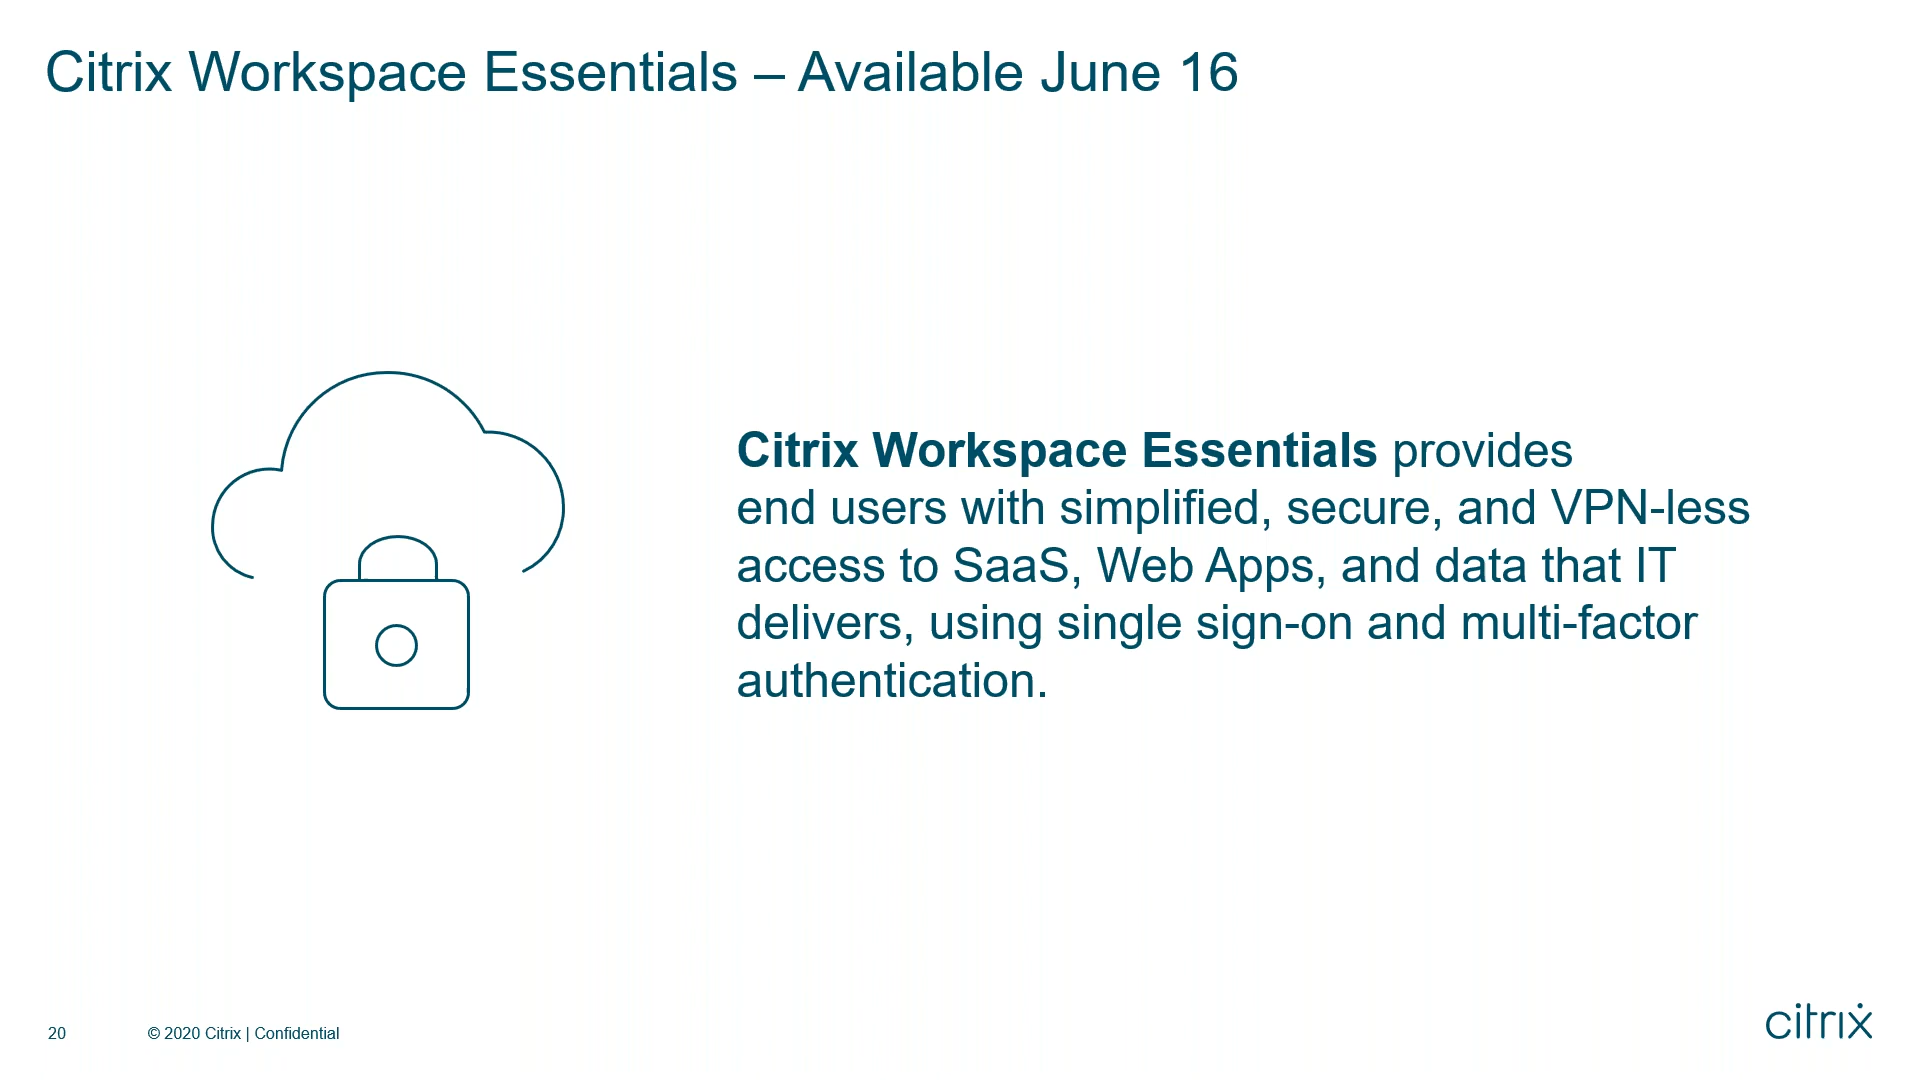 Citrix Workspace Essentials – Available June 16
Citrix Workspace Essentials provides
end users with simplified, secure, and VPN-less
access to SaaS, Web Apps, and data that IT
delivers, using single sign-on and multi-factor
authentication.
20
© 2020 Citrix | Confidential
citrix